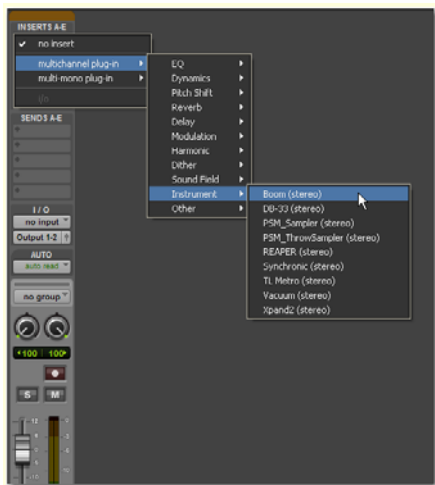 INSERTS A-E
no insert
multichannel plug-in
multi-mono plug-in
i/o
EQ
Dynamics
Pitch Shift
Reverb
Delay
Modulation
Harmonic
Dither
Sound Field
Instrument
Other
Boom (stereo)
DB-33 (stereo)
PSM_Sampler (stereo)
PSM_ThrowSampler (stereo)
REAPER (stereo)
Synchronic (stereo)
TL Metro (stereo)
Vacuum (stereo)
Xpand2 (stereo)
SENDS A-E
I / O
no input
Output 1-2
AUTO
auto read
no group
100 100
S M
12